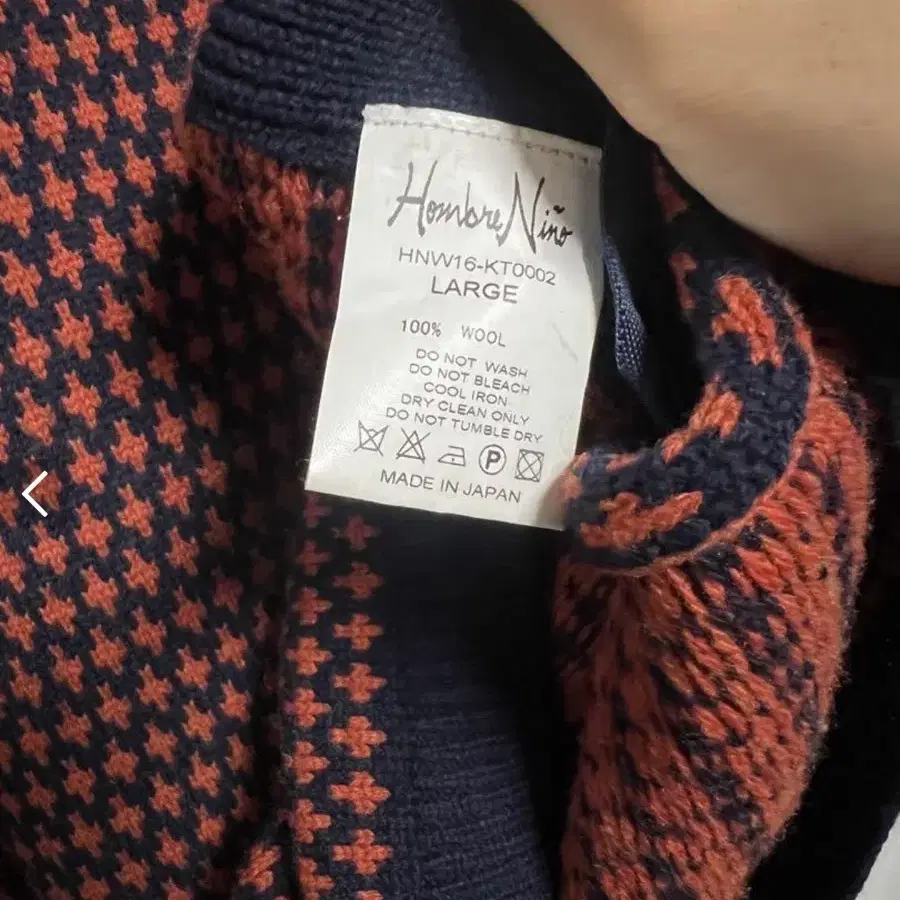 Hombre Niño
HNW16-KT0002
LARGE
100% WOOL
DO NOT WASH
DO NOT BLEACH
COOL IRON
DRY CLEAN ONLY
DO NOT TUMBLE DRY
P
MADE IN JAPAN